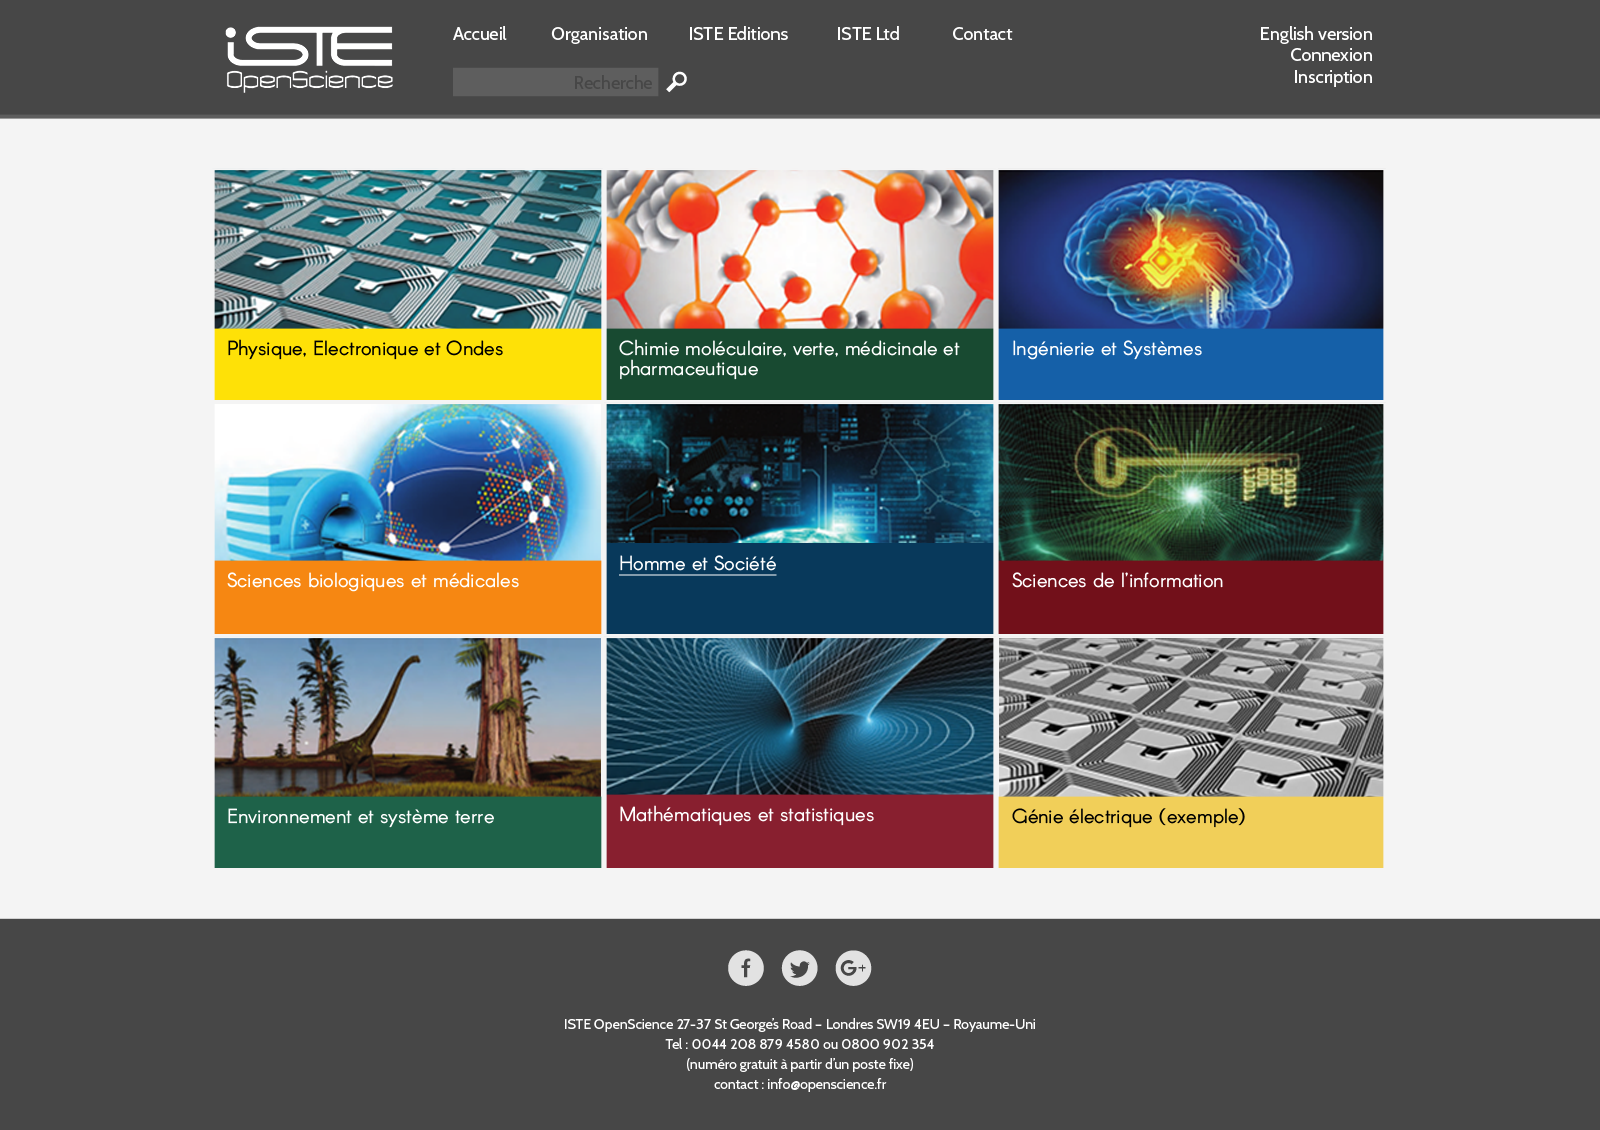 iSTE
OpenScience
Accueil
Organisation
ISTE Editions
ISTE Ltd
Contact
Recherche
English version
Connexion
Inscription
Physique, Electronique et Ondes
Chimie moléculaire, verte, médicinale et
pharmaceutique
Ingénierie et Systèmes
Sciences biologiques et médicales
Homme et Société
Sciences de l'information
Environnement et système terre
Mathématiques et statistiques
Génie électrique (exemple)
ISTE OpenScience 27-37 St George's Road – Londres SW19 4EU – Royaume-Uni
Tel : 0044 208 879 4580 ou 0800 902 354
(numéro gratuit à partir d'un poste fixe)
contact : info@openscience.fr